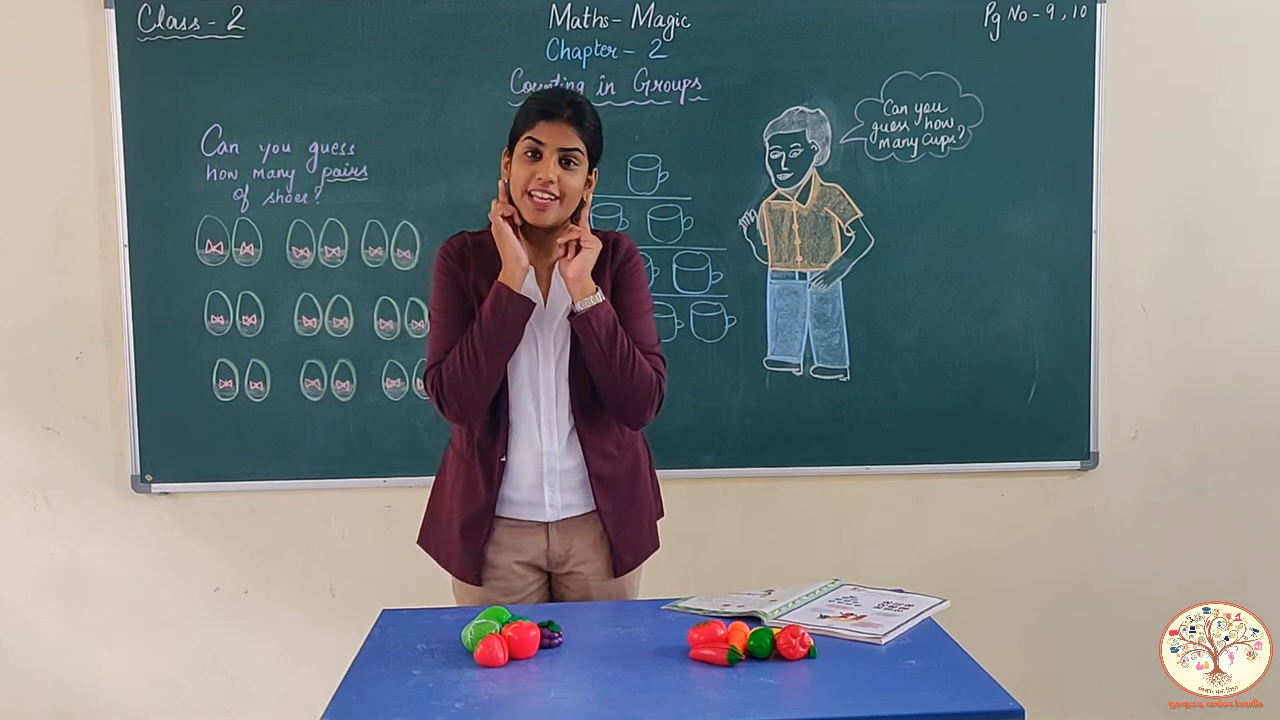 Class - 2
Maths - Magic
Pg No - 9, 10
Chapter - 2
Counting in Groups
Can you guess
how many pairs
of shoes?
Can you
guess how
many cups?